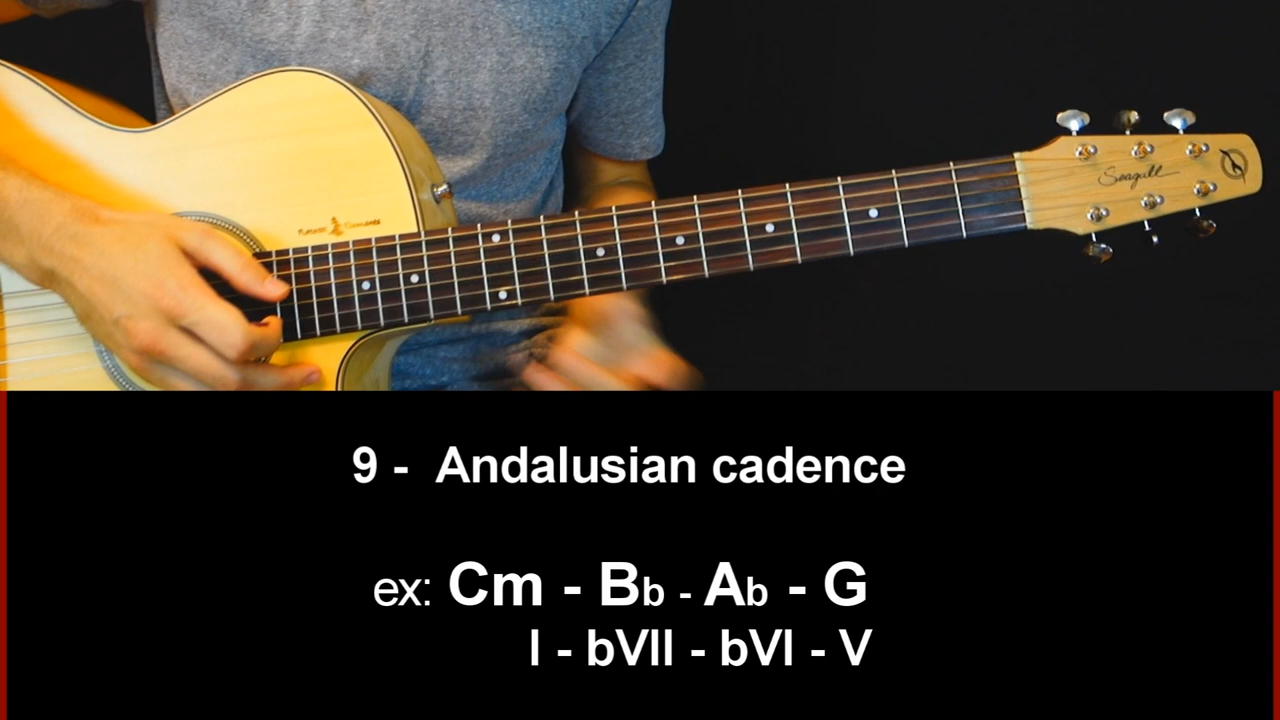 Seagull
9 - Andalusian cadence
ex: Cm - Bb - Ab - G
I - bVII - bVI - V